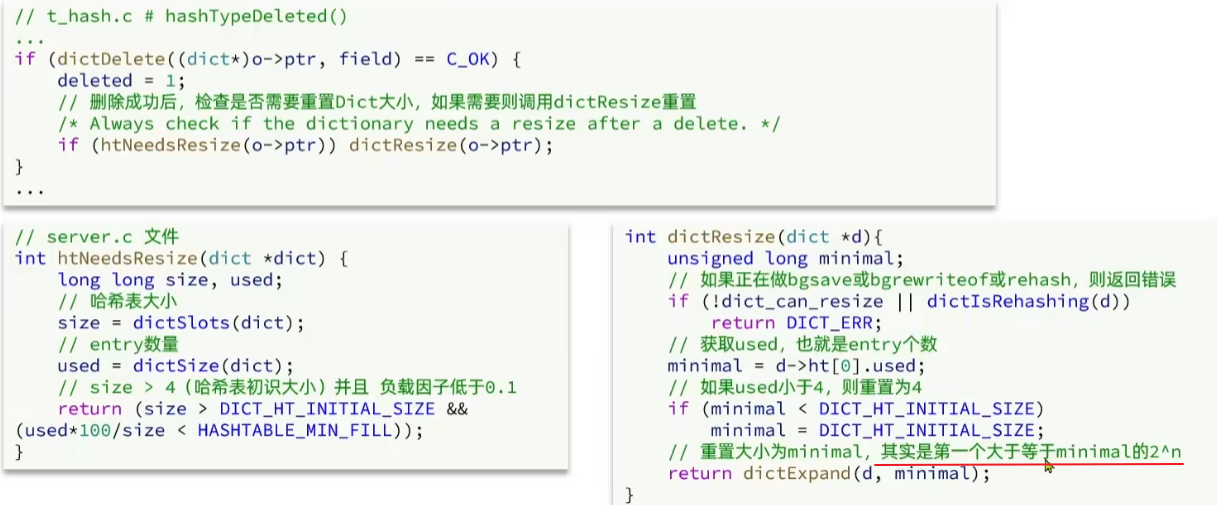 // t_hash.c # hashTypeDeleted()
...
if (dictDelete((dict*)o->ptr, field) == C_OK) {
    deleted = 1;
    // 删除成功后，检查是否需要重置Dict大小，如果需要则调用dictResize重置
    /* Always check if the dictionary needs a resize after a delete. */
    if (htNeedsResize(o->ptr)) dictResize(o->ptr);
}
...
// server.c 文件
int htNeedsResize(dict *dict) {
    long long size, used;
    // 哈希表大小
    size = dictSlots(dict);
    // entry数量
    used = dictSize(dict);
    // size > 4（哈希表初识大小）并且 负载因子低于0.1
    return (size > DICT_HT_INITIAL_SIZE &&
(used*100/size < HASHTABLE_MIN_FILL));
}
int dictResize(dict *d){
    unsigned long minimal;
    // 如果正在做bgsave或bgrewriteof或rehash，则返回错误
    if (!dict_can_resize || dictIsRehashing(d))
        return DICT_ERR;
    // 获取used，也就是entry个数
    minimal = d->ht[0].used;
    // 如果used小于4，则重置为4
    if (minimal < DICT_HT_INITIAL_SIZE)
        minimal = DICT_HT_INITIAL_SIZE;
    // 重置大小为minimal，其实是第一个大于等于minimal的2^n
    return dictExpand(d, minimal);
}